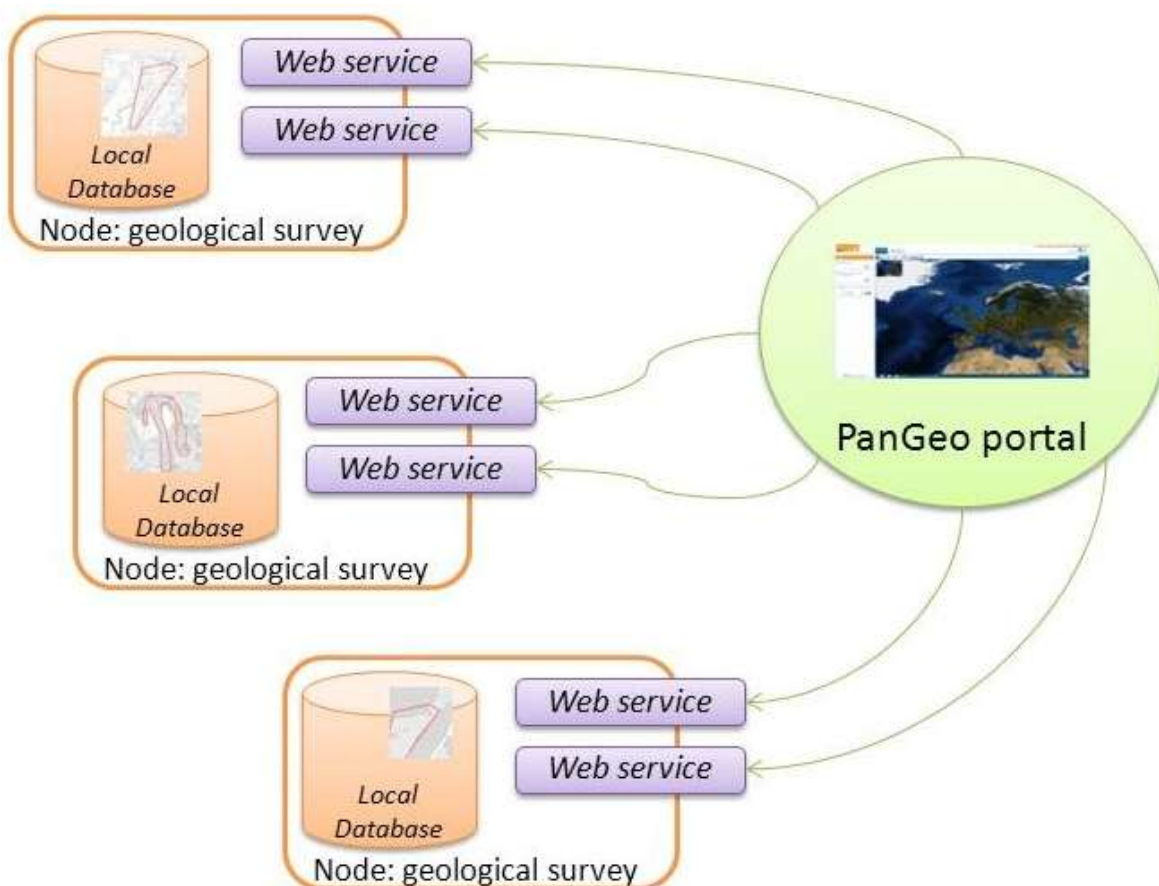 Web service
Web service
Local
Database
Node: geological survey
Web service
Web service
Local
Database
Node: geological survey
PanGeo portal
Web service
Web service
Local
Database
Node: geological survey